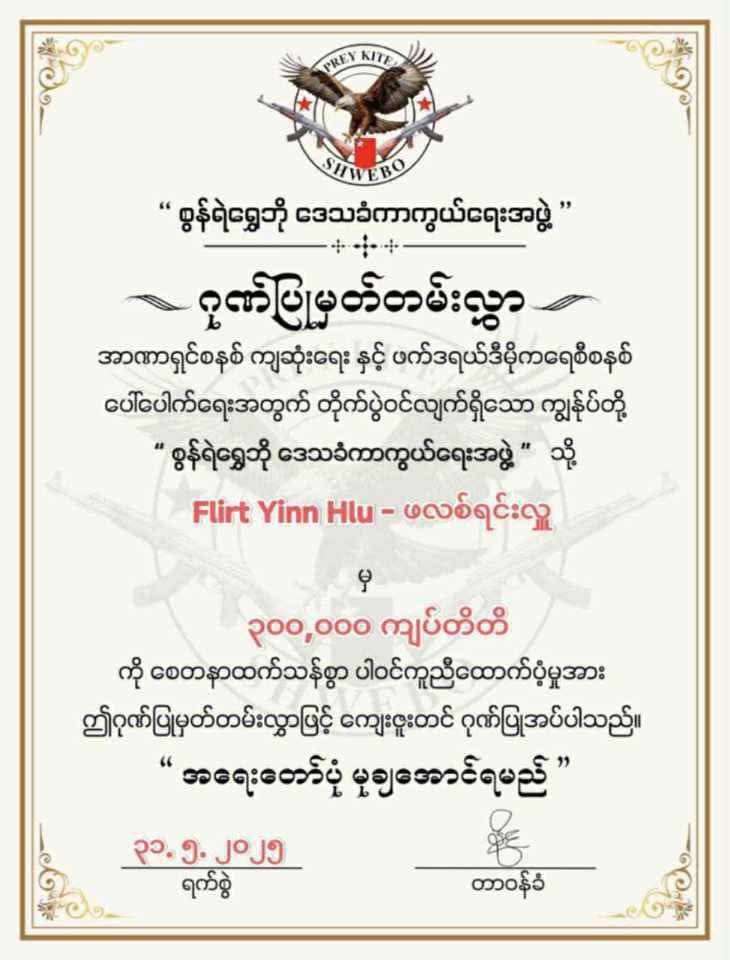 PREY KITE
SHWEBO
“ စွန်ရဲရွှေဘို ဒေသခံကာကွယ်ရေးအဖွဲ့ ”
ဂုဏ်ပြုမှတ်တမ်းလွှာ
အာဏာရှင်စနစ် ကျဆုံးရေး နှင့် ဖက်ဒရယ်ဒီမိုကရေစီစနစ်
ပေါ်ပေါက်ရေးအတွက် တိုက်ပွဲဝင်လျက်ရှိသော ကျွန်ုပ်တို့
“ စွန်ရဲရွှေဘို ဒေသခံကာကွယ်ရေးအဖွဲ့ ” သို့
Flirt Yinn Hlu - ဖလစ်ရင်းလှူ
မှ
၃၀၀,၀၀၀ ကျပ်တိတိ
ကို စေတနာထက်သန်စွာ ပါဝင်ကူညီထောက်ပံ့မှုအား
ဤဂုဏ်ပြုမှတ်တမ်းလွှာဖြင့် ကျေးဇူးတင် ဂုဏ်ပြုအပ်ပါသည်။
“ အရေးတော်ပုံ မုချအောင်ရမည် ”
၃၁. ၅. ၂၀၂၅
ရက်စွဲ
တာဝန်ခံ